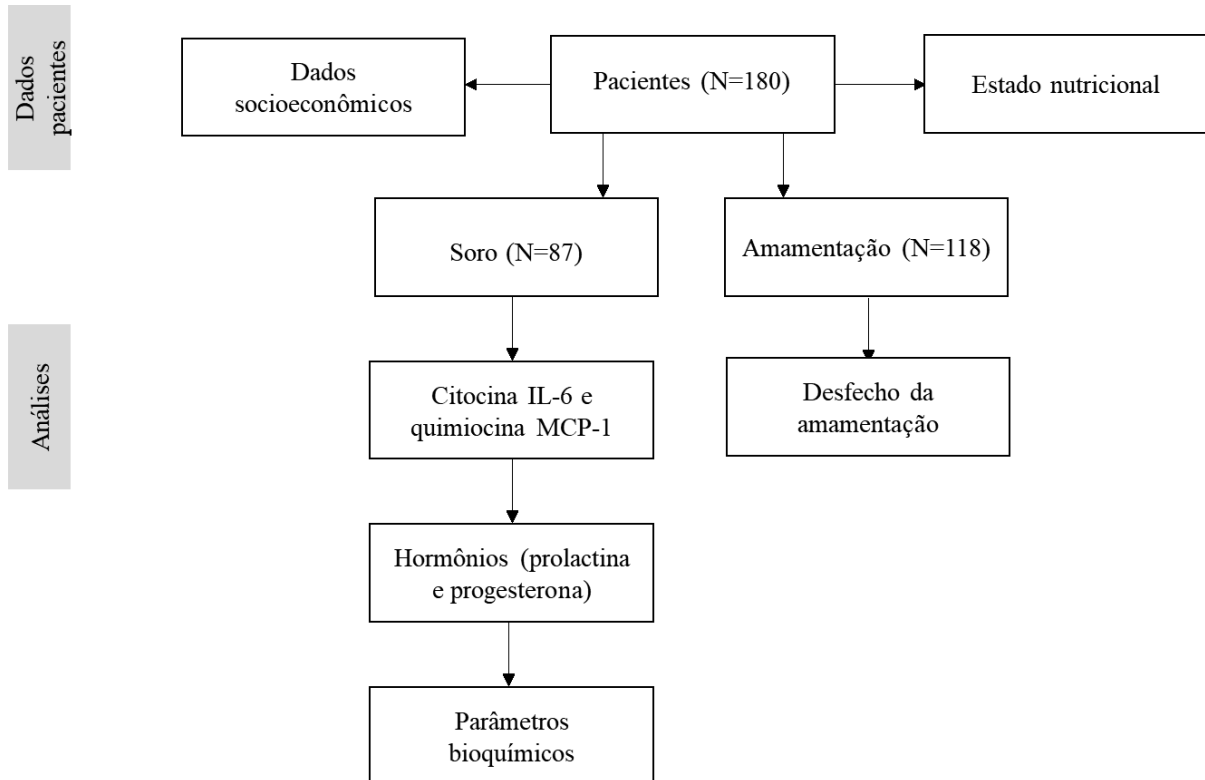 Dados
pacientes
Dados
socioeconômicos
Pacientes (N=180)
Estado nutricional
Soro (N=87)
Amamentação (N=118)
Análises
Citocina IL-6 e
quimiocina MCP-1
Desfecho da
amamentação
Hormônios (prolactina
e progesterona)
Parâmetros
bioquímicos